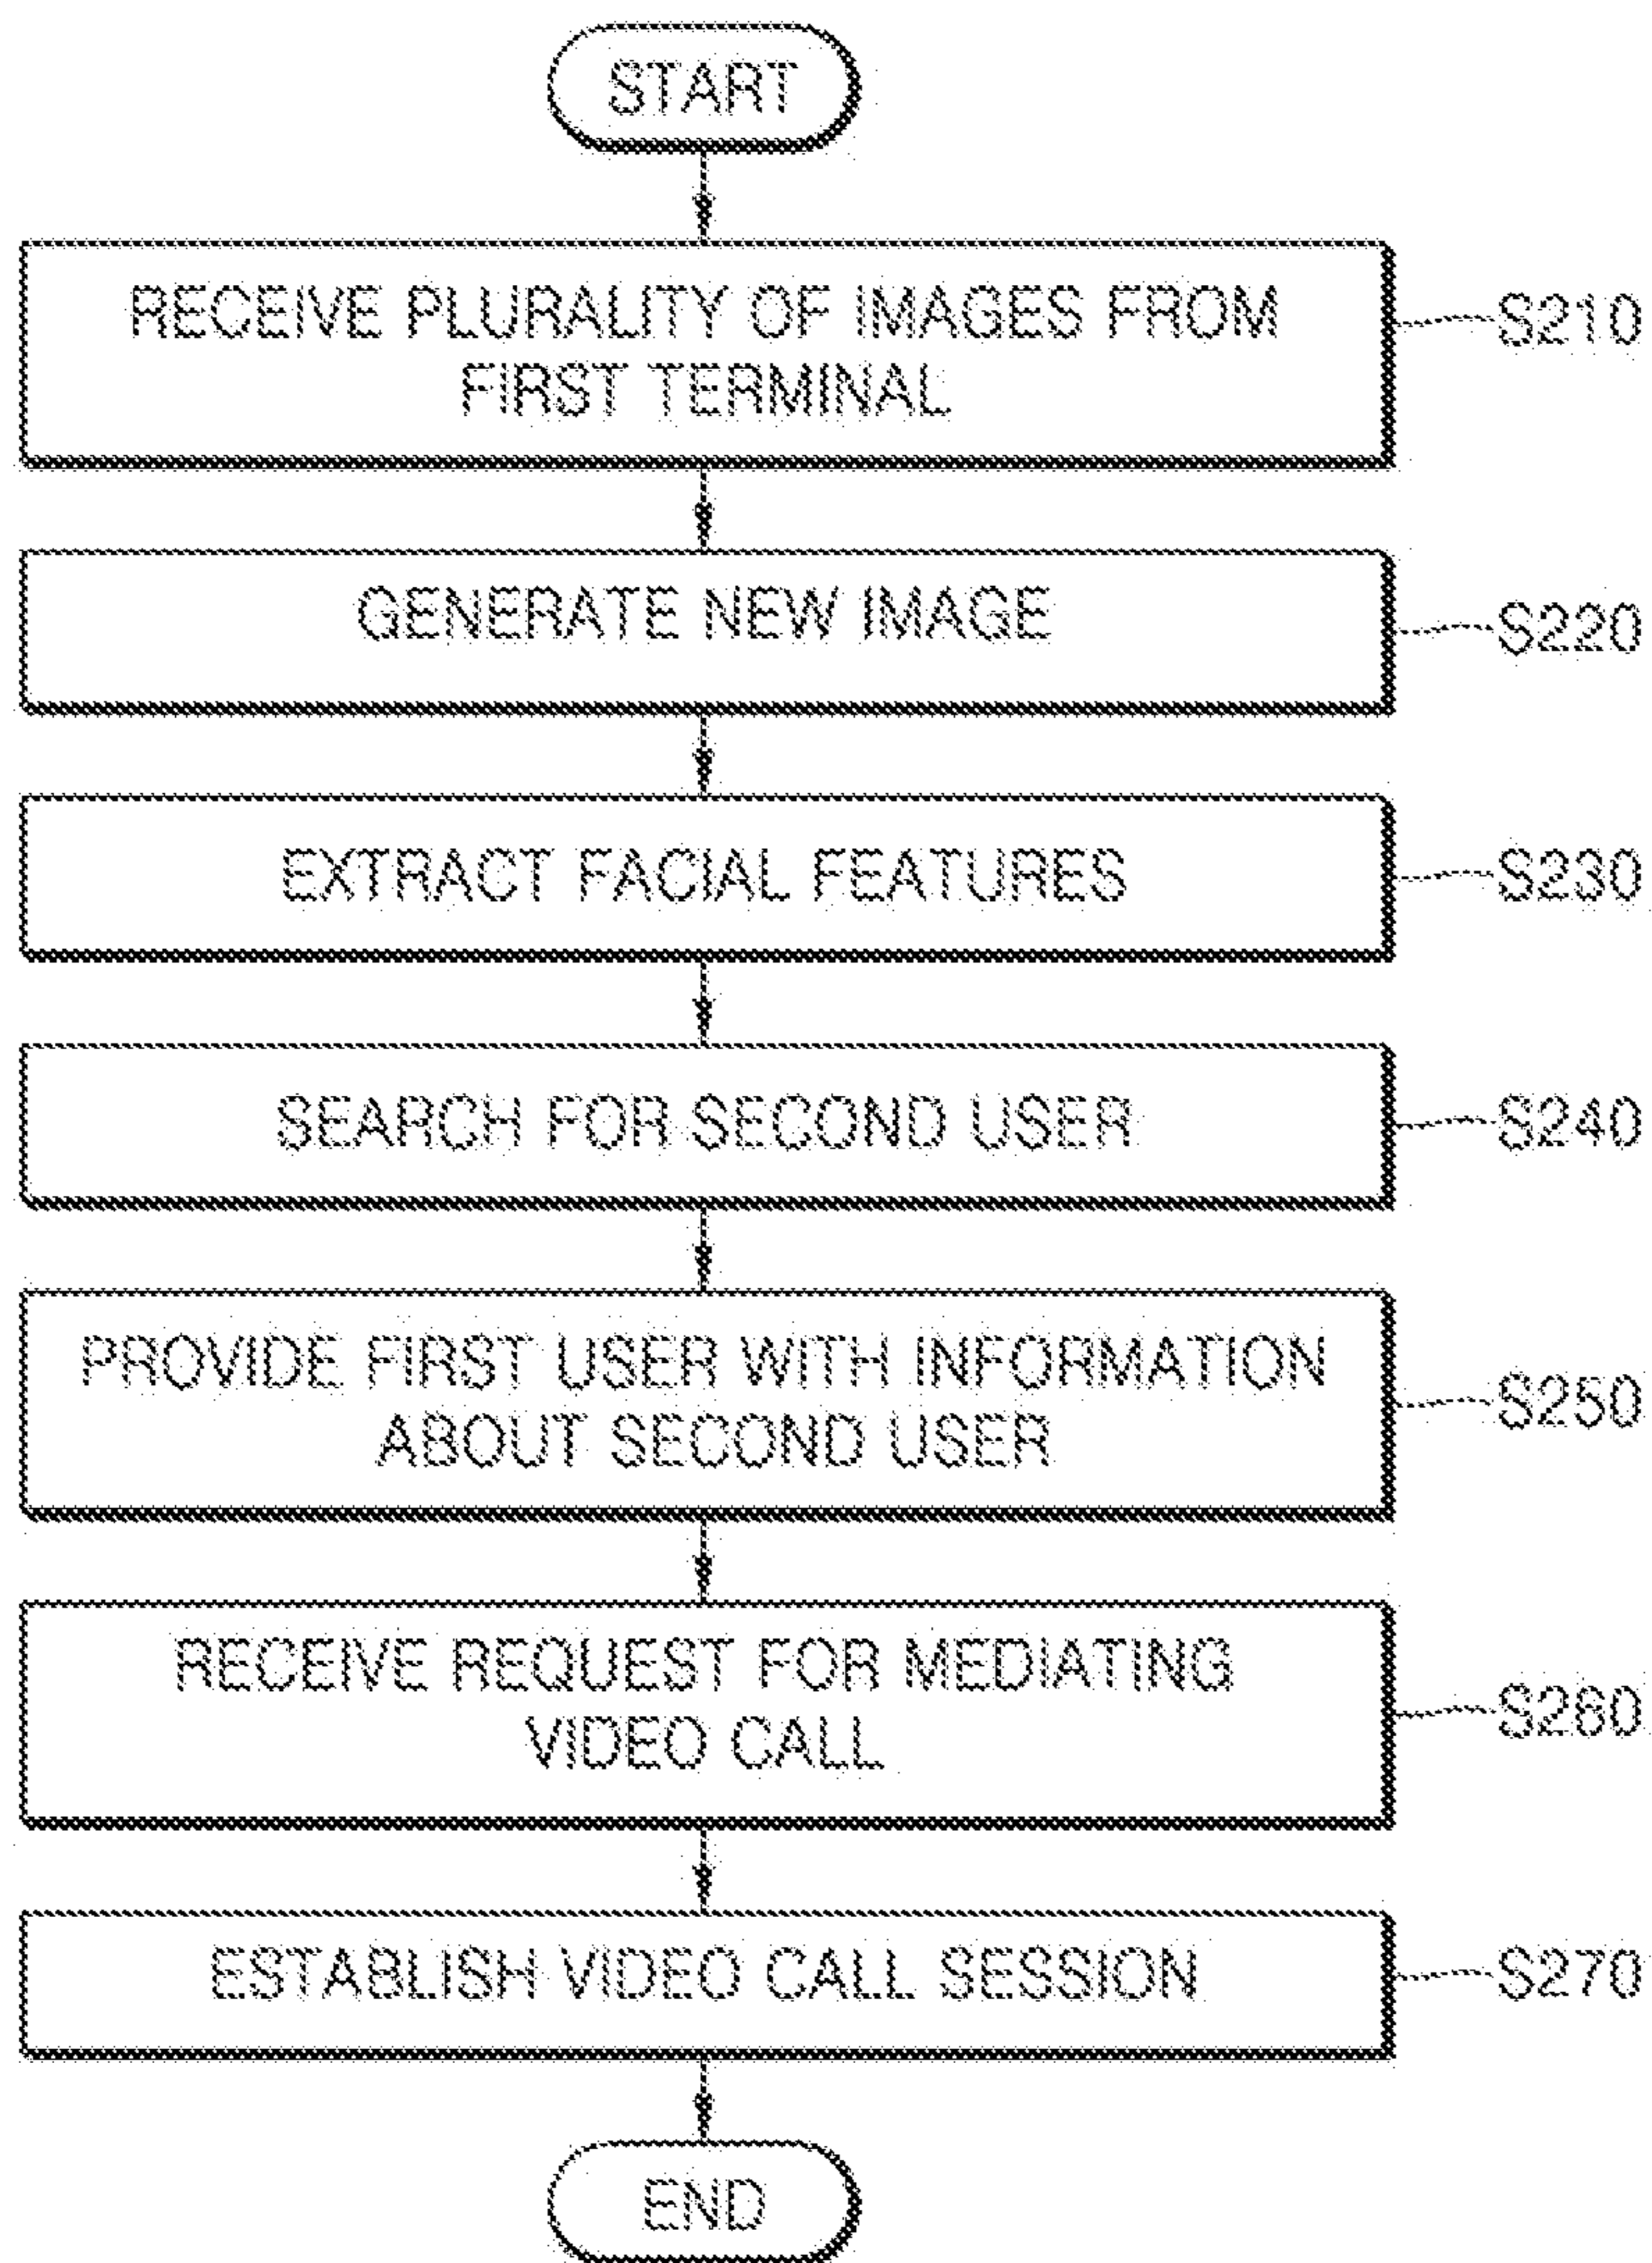 START
RECEIVE PLURALITY OF IMAGES FROM
FIRST TERMINAL
S210
GENERATE NEW IMAGE
S220
EXTRACT FACIAL FEATURES
S230
SEARCH FOR SECOND USER
S240
PROVIDE FIRST USER WITH INFORMATION
ABOUT SECOND USER
S250
RECEIVE REQUEST FOR MEDIATING
VIDEO CALL
S260
ESTABLISH VIDEO CALL SESSION
S270
END